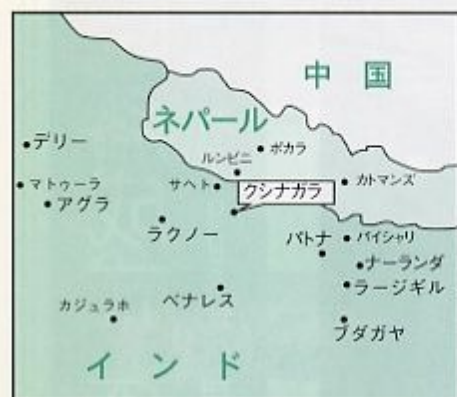 中国
ネパール
ポカラ
デリー
ルンビニ
マトゥーラ
サヘト
クシナガラ
カトマンズ
アグラ
ラクノー
パトナ
バイシャリ
ナーランダ
ラージギル
ベナレス
カジュラホ
ブダガヤ
インド